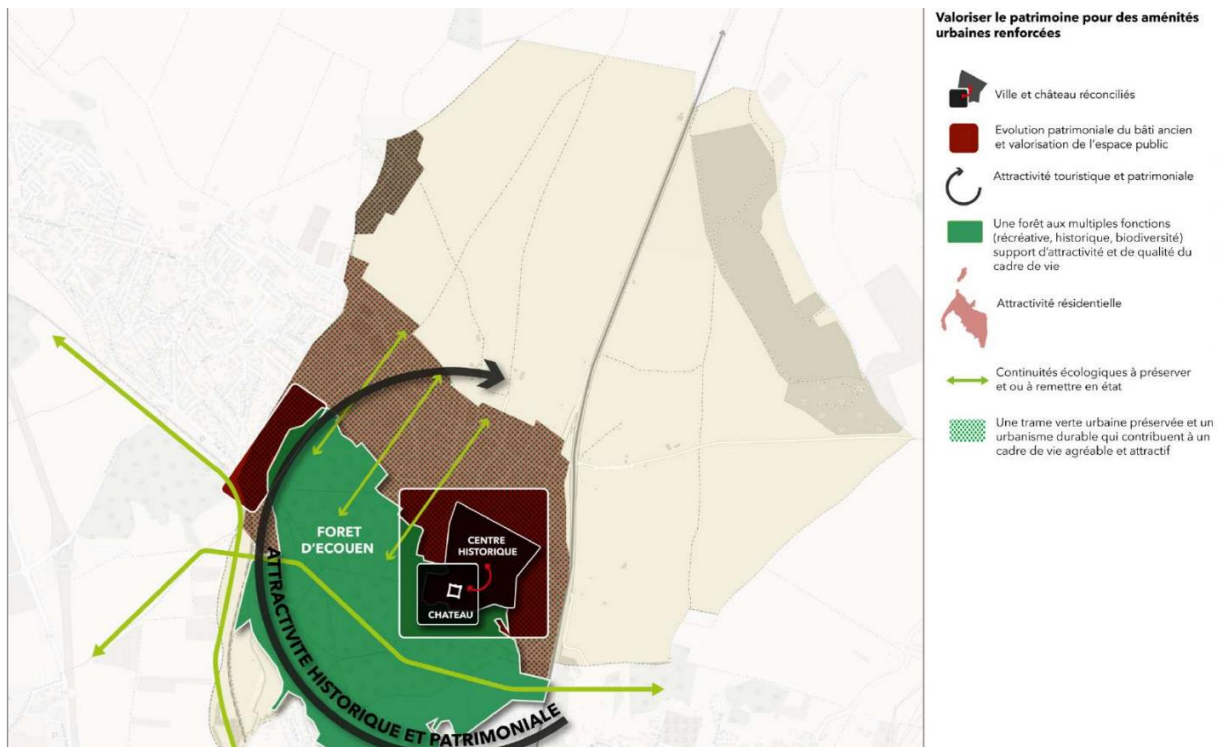 Valoriser le patrimoine pour des aménités
urbaines renforcées
Ville et château réconciliés
Evolution patrimoniale du bâti ancien
et valorisation de l'espace public
Attractivité touristique et patrimoniale
Une forêt aux multiples fonctions
(récréative, historique, biodiversité)
support d'attractivité et de qualité du
cadre de vie
Attractivité résidentielle
Continuités écologiques à préserver
et ou à remettre en état
Une trame verte urbaine préservée et un
urbanisme durable qui contribuent à un
cadre de vie agréable et attractif
FORET
D'ECOUEN
CENTRE
HISTORIQUE
CHATEAU
ATTRACTIVITE HISTORIQUE ET PATRIMONIALE